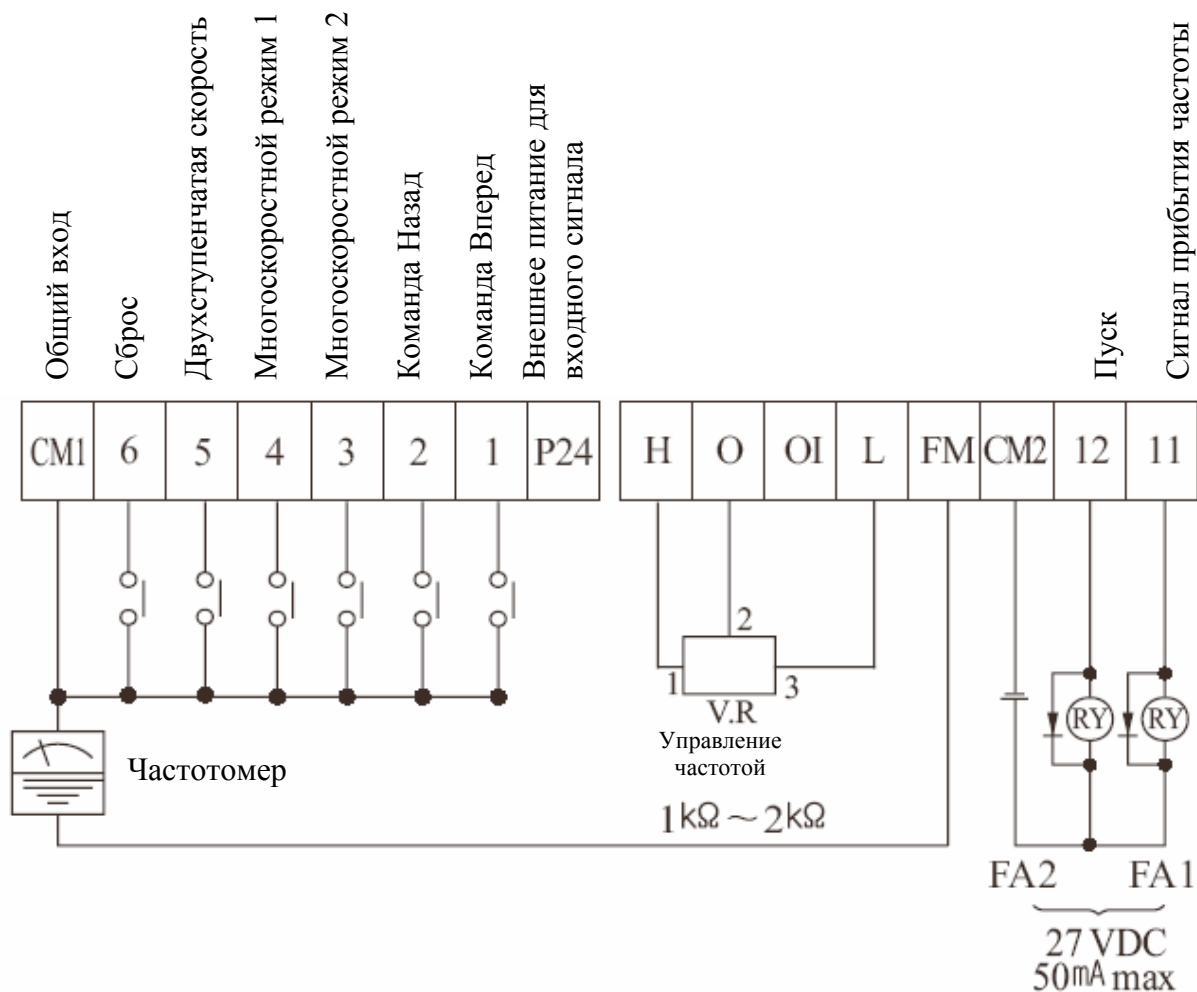 Общий вход
Сброс
Двухступенчатая скорость
Многоскоростной режим 1
Многоскоростной режим 2
Команда Назад
Команда Вперед
Внешнее питание для
входного сигнала
Пуск
Сигнал прибытия частоты
CM1 6 5 4 3 2 1 P24 H O OI L FM CM2 12 11
2
1 3
V.R
Управление
частотой
1kΩ～2kΩ
Частотомер
RY RY
FA2 FA1
27 VDC
50mA max